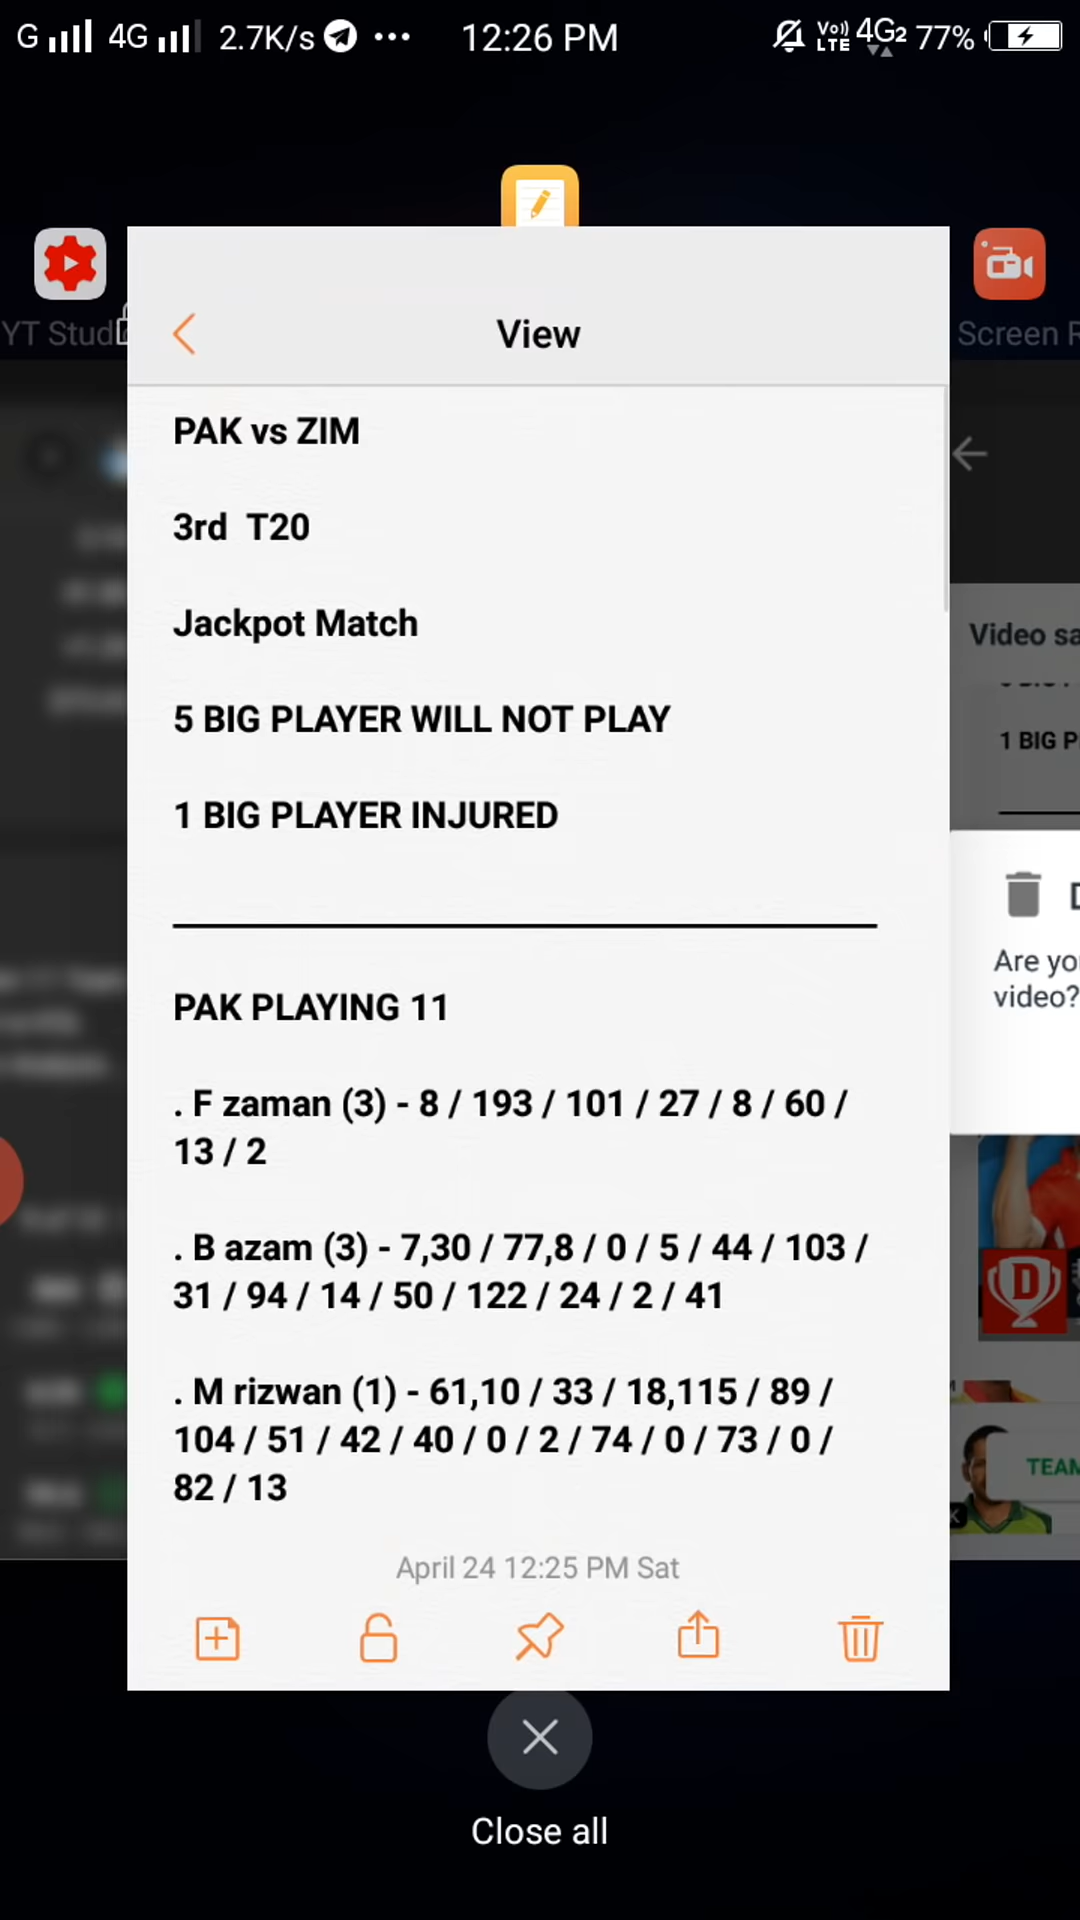 G 4G 2.7K/s ••• 12:26 PM Vo)) LTE 4G2 77%
YT Stud
Screen R
View
PAK vs ZIM
3rd T20
Jackpot Match
5 BIG PLAYER WILL NOT PLAY
1 BIG PLAYER INJURED
PAK PLAYING 11
. F zaman (3) - 8 / 193 / 101 / 27 / 8 / 60 /
13 / 2
. B azam (3) - 7,30 / 77,8 / 0 / 5 / 44 / 103 /
31 / 94 / 14 / 50 / 122 / 24 / 2 / 41
. M rizwan (1) - 61,10 / 33 / 18,115 / 89 /
104 / 51 / 42 / 40 / 0 / 2 / 74 / 0 / 73 / 0 /
82 / 13
April 24 12:25 PM Sat
Video sa
1 BIG P
Are yo
video?
D
TEAM
Close all